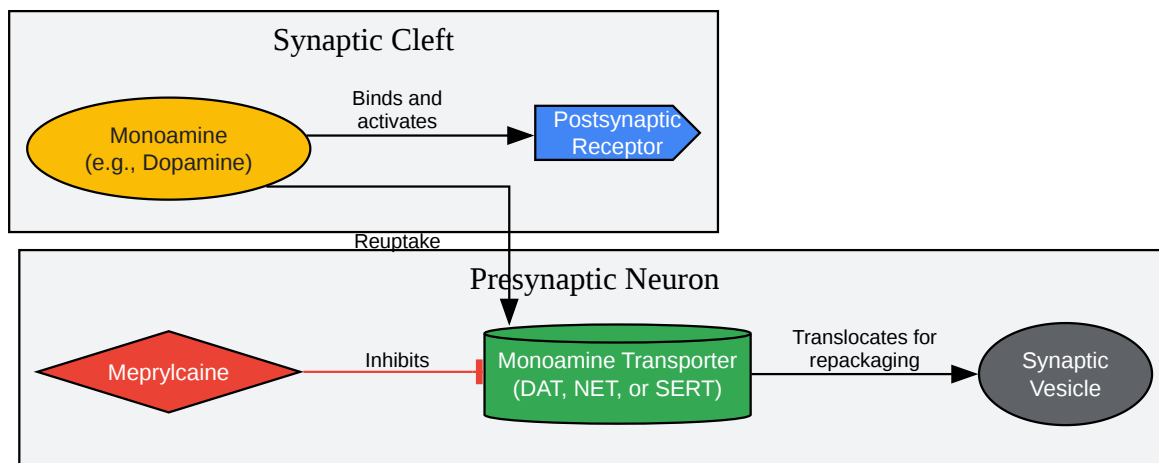 Synaptic Cleft
Binds and
activates
Monoamine
(e.g., Dopamine)
Postsynaptic
Receptor
Reuptake
Presynaptic Neuron
Meprylcaine
Inhibits
Monoamine Transporter
(DAT, NET, or SERT)
Translocates for
repackaging
Synaptic
Vesicle